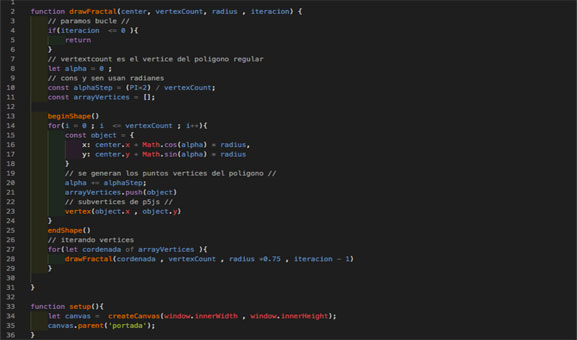 1
2 function drawFractal(center, vertexCount, radius , iteracion) {
3 // paramos bucle //
4 if(iteracion <= 0 ){
5 return
6 }
7 // vertextcount es el vertice del poligono regular
8 let alpha = 0 ;
9 // cons y sen usan radianes
10 const alphaStep = (PI*2) / vertexCount;
11 const arrayVertices = [];
12
13 beginShape()
14 for(i = 0 ; i <= vertexCount ; i++){
15 const object = {
16 x: center.x + Math.cos(alpha) * radius,
17 y: center.y + Math.sin(alpha) * radius
18 }
19 // se generan los puntos vertices del poligono //
20 alpha += alphaStep;
21 arrayVertices.push(object)
22 // subvertices de p5js //
23 vertex(object.x , object.y)
24 }
25 endShape()
26 // iterando vertices
27 for(let cordenada of arrayVertices ){
28 drawFractal(cordenada , vertexCount , radius *0.75 , iteracion - 1)
29 }
30
31 }
32
33 function setup(){
34 let canvas = createCanvas(window.innerWidth , window.innerHeight);
35 canvas.parent('portada');
36 }